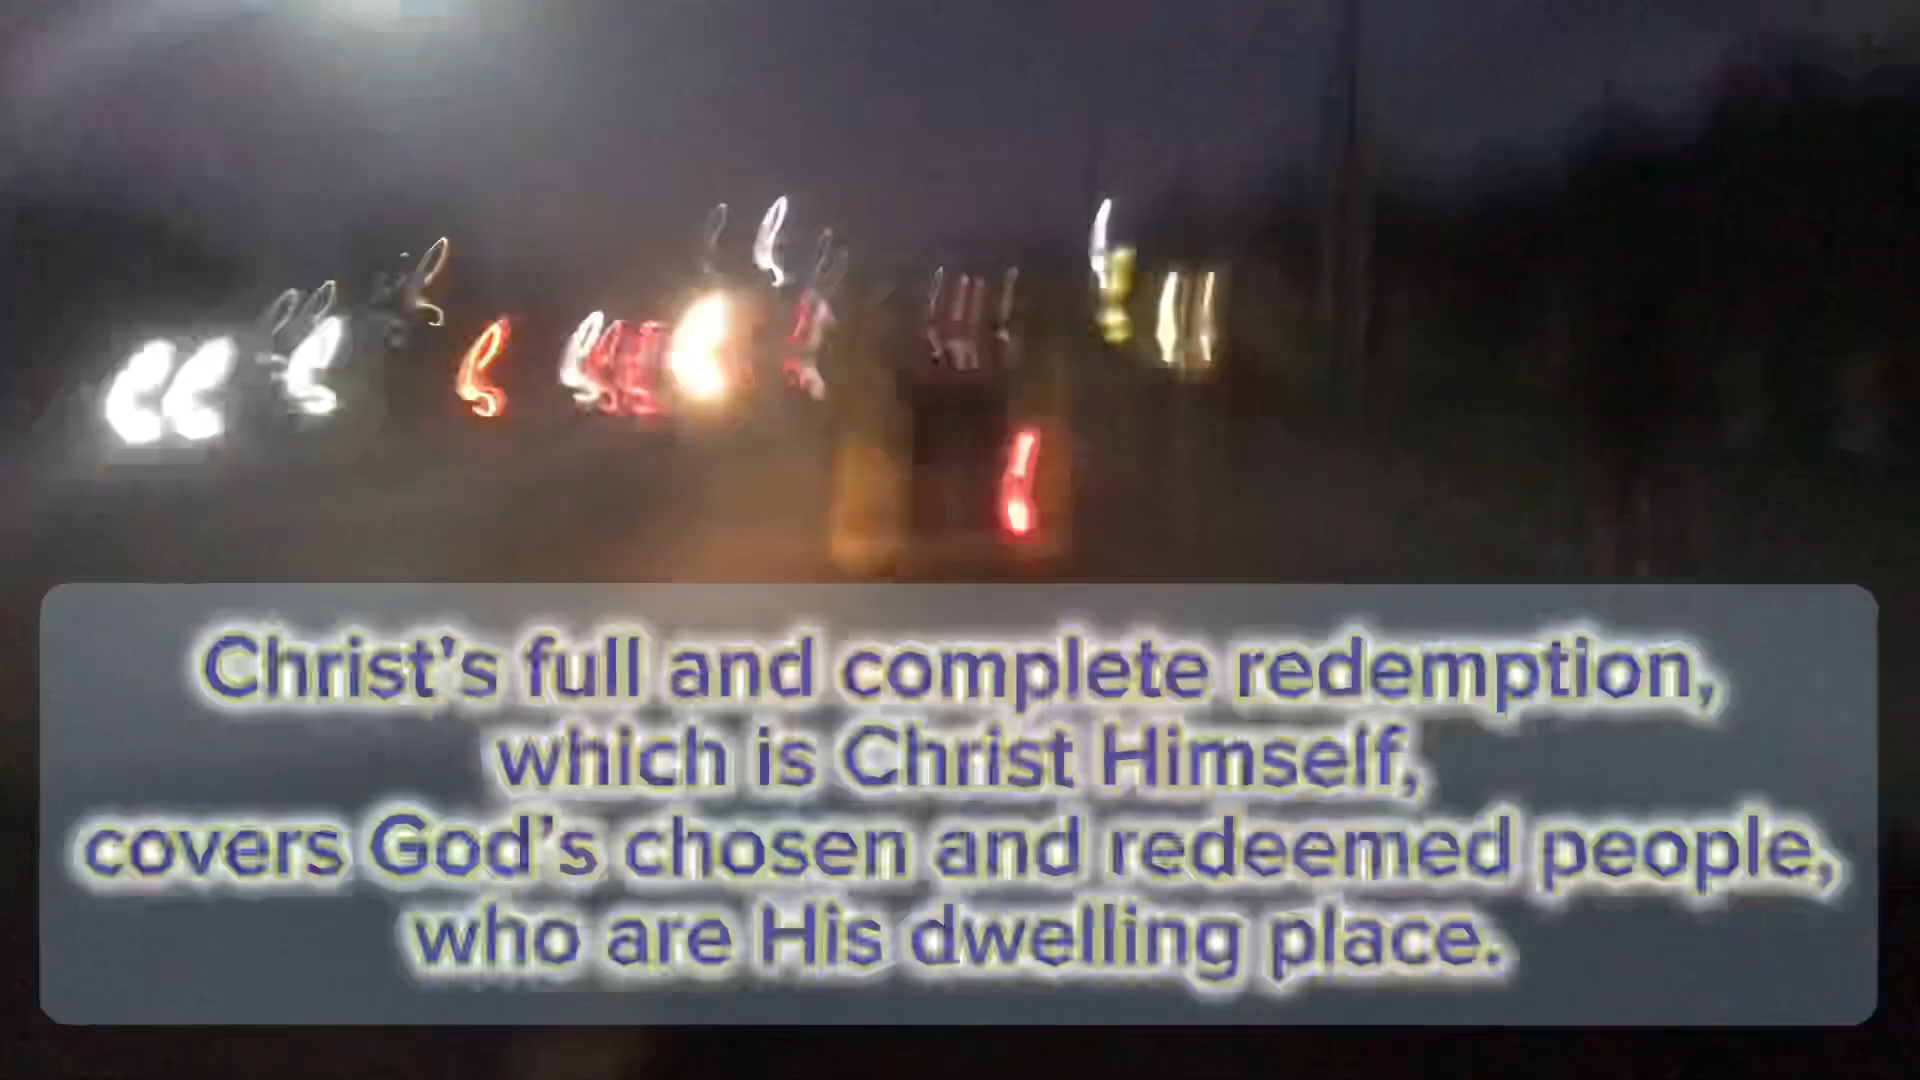 Christ’s full and complete redemption,
which is Christ Himself,
covers God’s chosen and redeemed people,
who are His dwelling place.